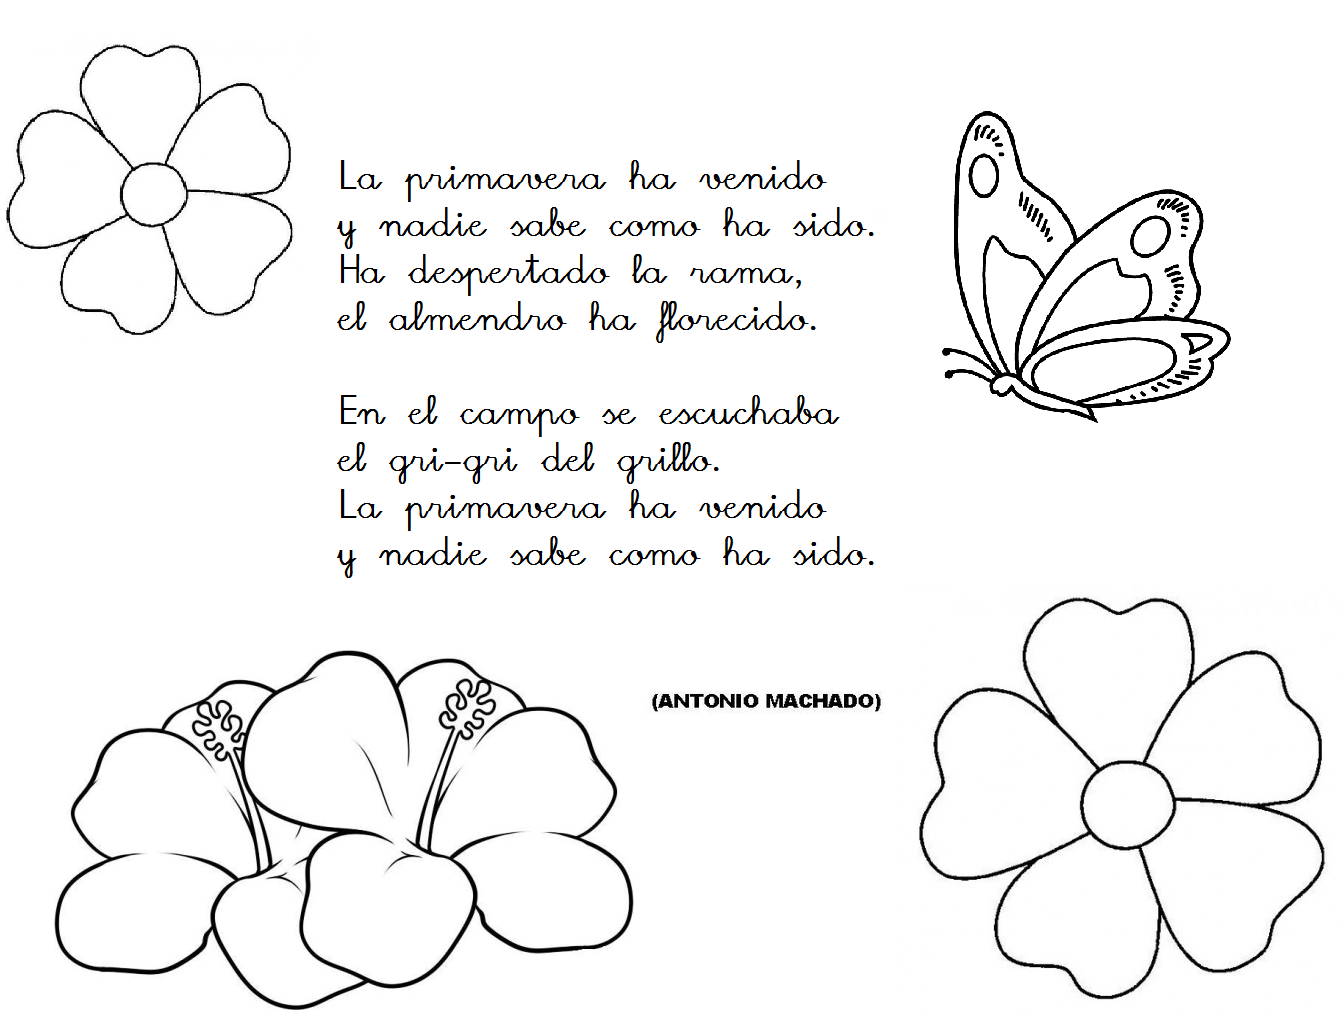 La primavera ha venido
y nadie sabe como ha sido.
Ha despertado la rama,
el almendro ha florecido.
En el campo se escuchaba
el gri-gri del grillo.
La primavera ha venido
y nadie sabe como ha sido.
(ANTONIO MACHADO)